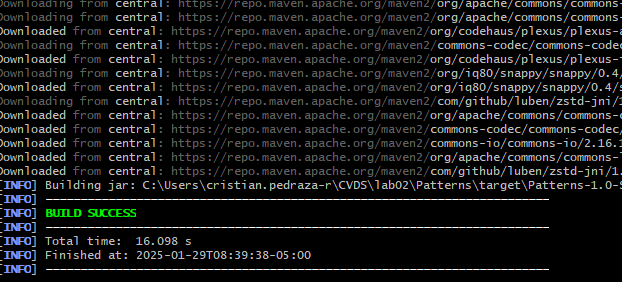 Downloading from central: https://repo.maven.apache.org/maven2/org/apache/commons/commons-
Downloading from central: https://repo.maven.apache.org/maven2/org/apache/commons/commons-
Downloaded from central: https://repo.maven.apache.org/maven2/org/codehaus/plexus/plexus-a
Downloading from central: https://repo.maven.apache.org/maven2/commons-codec/commons-codec
Downloaded from central: https://repo.maven.apache.org/maven2/org/codehaus/plexus/plexus-i
Downloading from central: https://repo.maven.apache.org/maven2/org/iq80/snappy/snappy/0.4/
Downloaded from central: https://repo.maven.apache.org/maven2/org/iq80/snappy/snappy/0.4/s
Downloading from central: https://repo.maven.apache.org/maven2/com/github/luben/zstd-jni/1
Downloaded from central: https://repo.maven.apache.org/maven2/org/apache/commons/commons-c
Downloaded from central: https://repo.maven.apache.org/maven2/commons-codec/commons-codec/
Downloaded from central: https://repo.maven.apache.org/maven2/commons-io/commons-io/2.16.1
Downloaded from central: https://repo.maven.apache.org/maven2/org/apache/commons/commons-l
Downloaded from central: https://repo.maven.apache.org/maven2/com/github/luben/zstd-jni/1.
[INFO] Building jar: C:\Users\cristian.pedraza-r\CVDS\lab02\Patterns\target\Patterns-1.0-S
[INFO] ------------------------------------------------------------------------
[INFO] BUILD SUCCESS
[INFO] ------------------------------------------------------------------------
[INFO] Total time:  16.098 s
[INFO] Finished at: 2025-01-29T08:39:38-05:00
[INFO] ------------------------------------------------------------------------